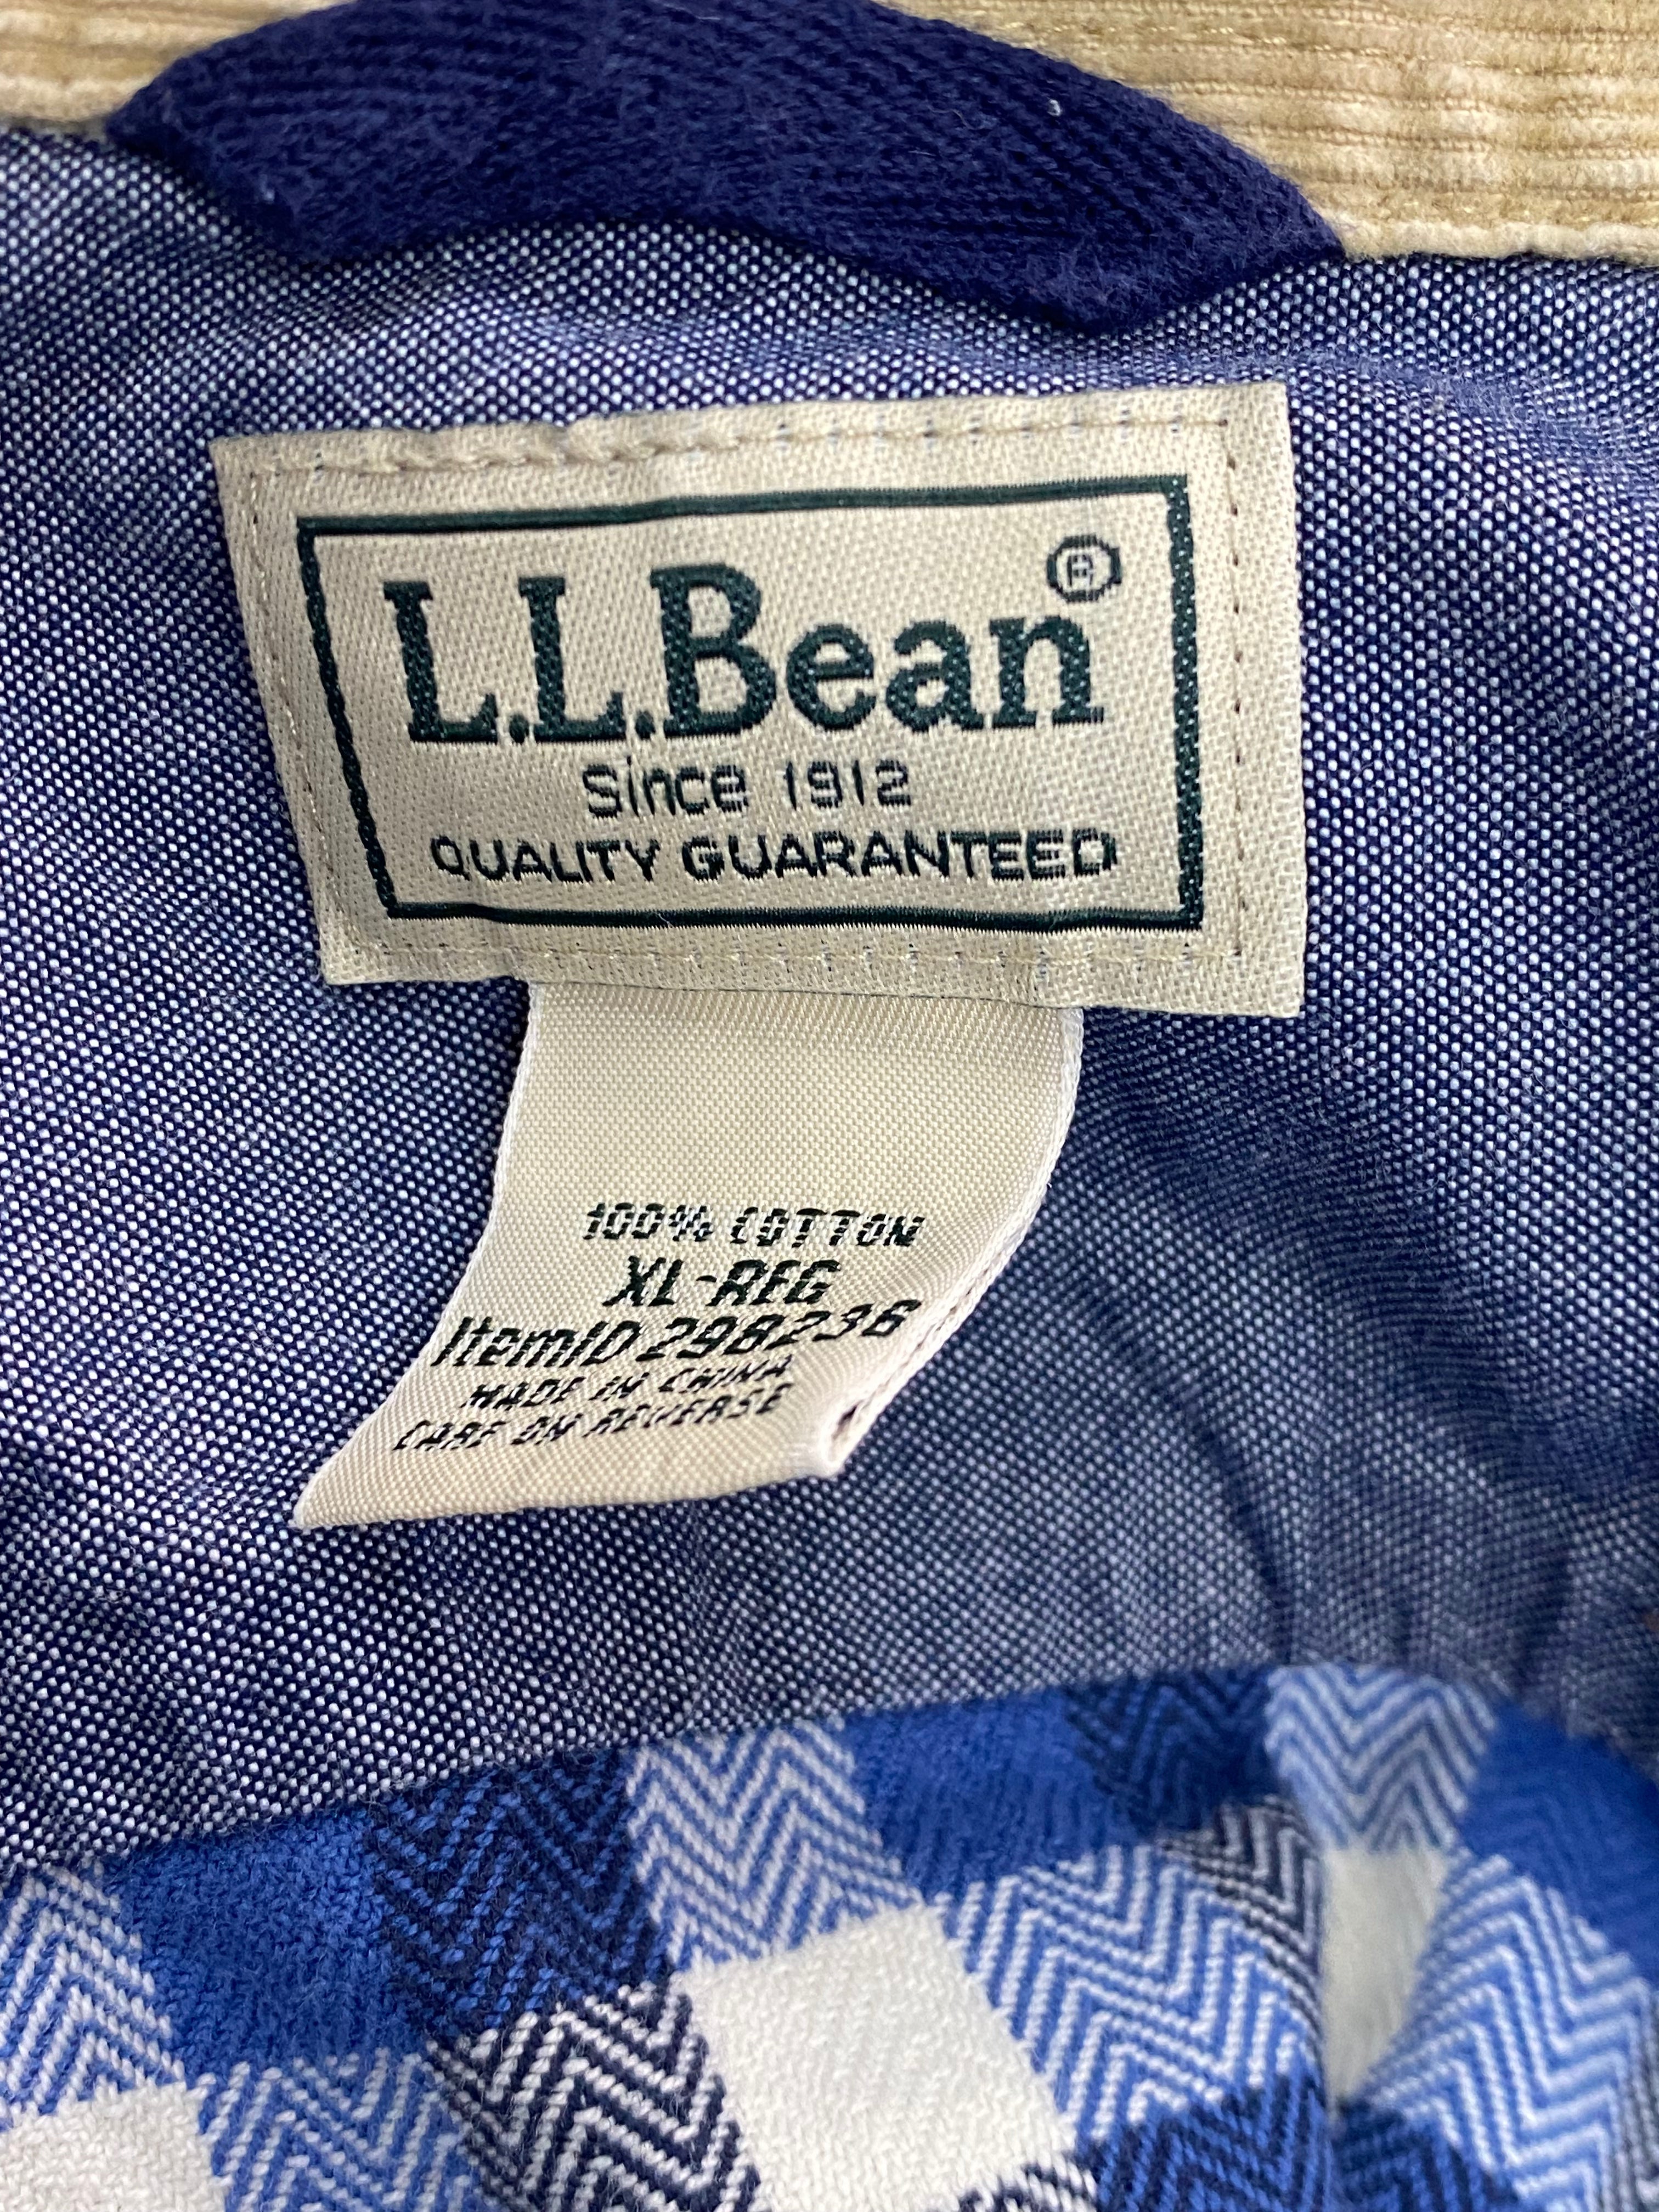 L.L.Bean®
Since 1912
QUALITY GUARANTEED
100% COTTON
XL-REG
ItemID 298236
MADE IN CHINA
CARE ON REVERSE